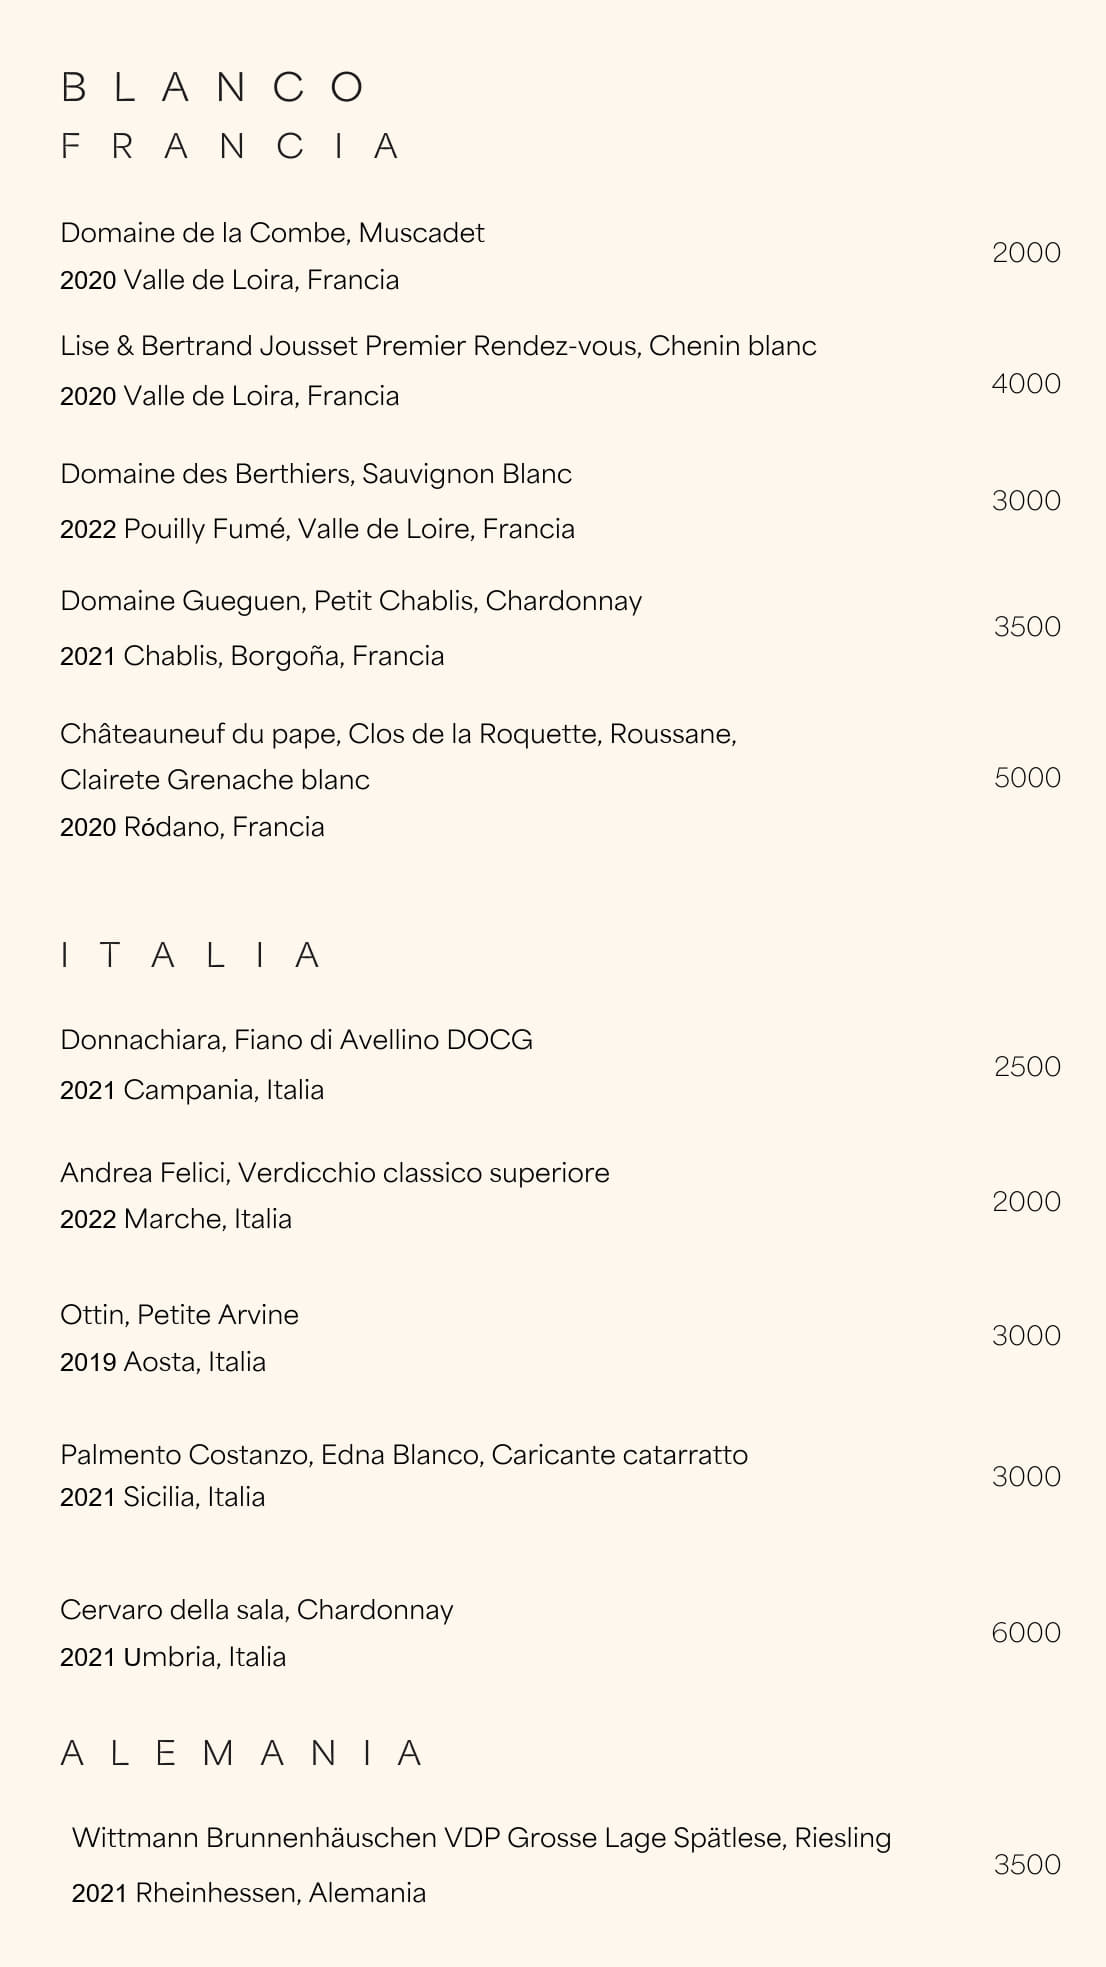 BLANCO
FRANCIA
Domaine de la Combe, Muscadet
2000
2020 Valle de Loira, Francia
Lise & Bertrand Jousset Premier Rendez-vous, Chenin blanc
4000
2020 Valle de Loira, Francia
Domaine des Berthiers, Sauvignon Blanc
3000
2022 Pouilly Fumé, Valle de Loire, Francia
Domaine Gueguen, Petit Chablis, Chardonnay
3500
2021 Chablis, Borgoña, Francia
Châteauneuf du pape, Clos de la Roquette, Roussane,
Clairete Grenache blanc
5000
2020 Ródano, Francia
ITALIA
Donnachiara, Fiano di Avellino DOCG
2500
2021 Campania, Italia
Andrea Felici, Verdicchio classico superiore
2000
2022 Marche, Italia
Ottin, Petite Arvine
3000
2019 Aosta, Italia
Palmento Costanzo, Edna Blanco, Caricante catarratto
3000
2021 Sicilia, Italia
Cervaro della sala, Chardonnay
6000
2021 Umbria, Italia
ALEMANIA
Wittmann Brunnenhäuschen VDP Grosse Lage Spätlese, Riesling
3500
2021 Rheinhessen, Alemania